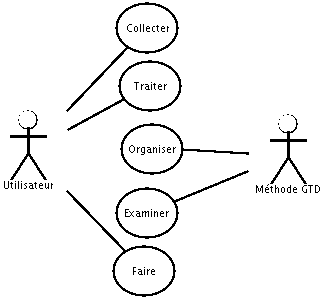 Collecter
Traiter
Organiser
Utilisateur
Méthode GTD
Examiner
Faire